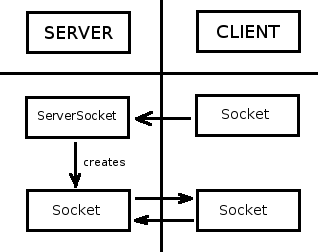 SERVER
CLIENT
ServerSocket
Socket
creates
Socket
Socket